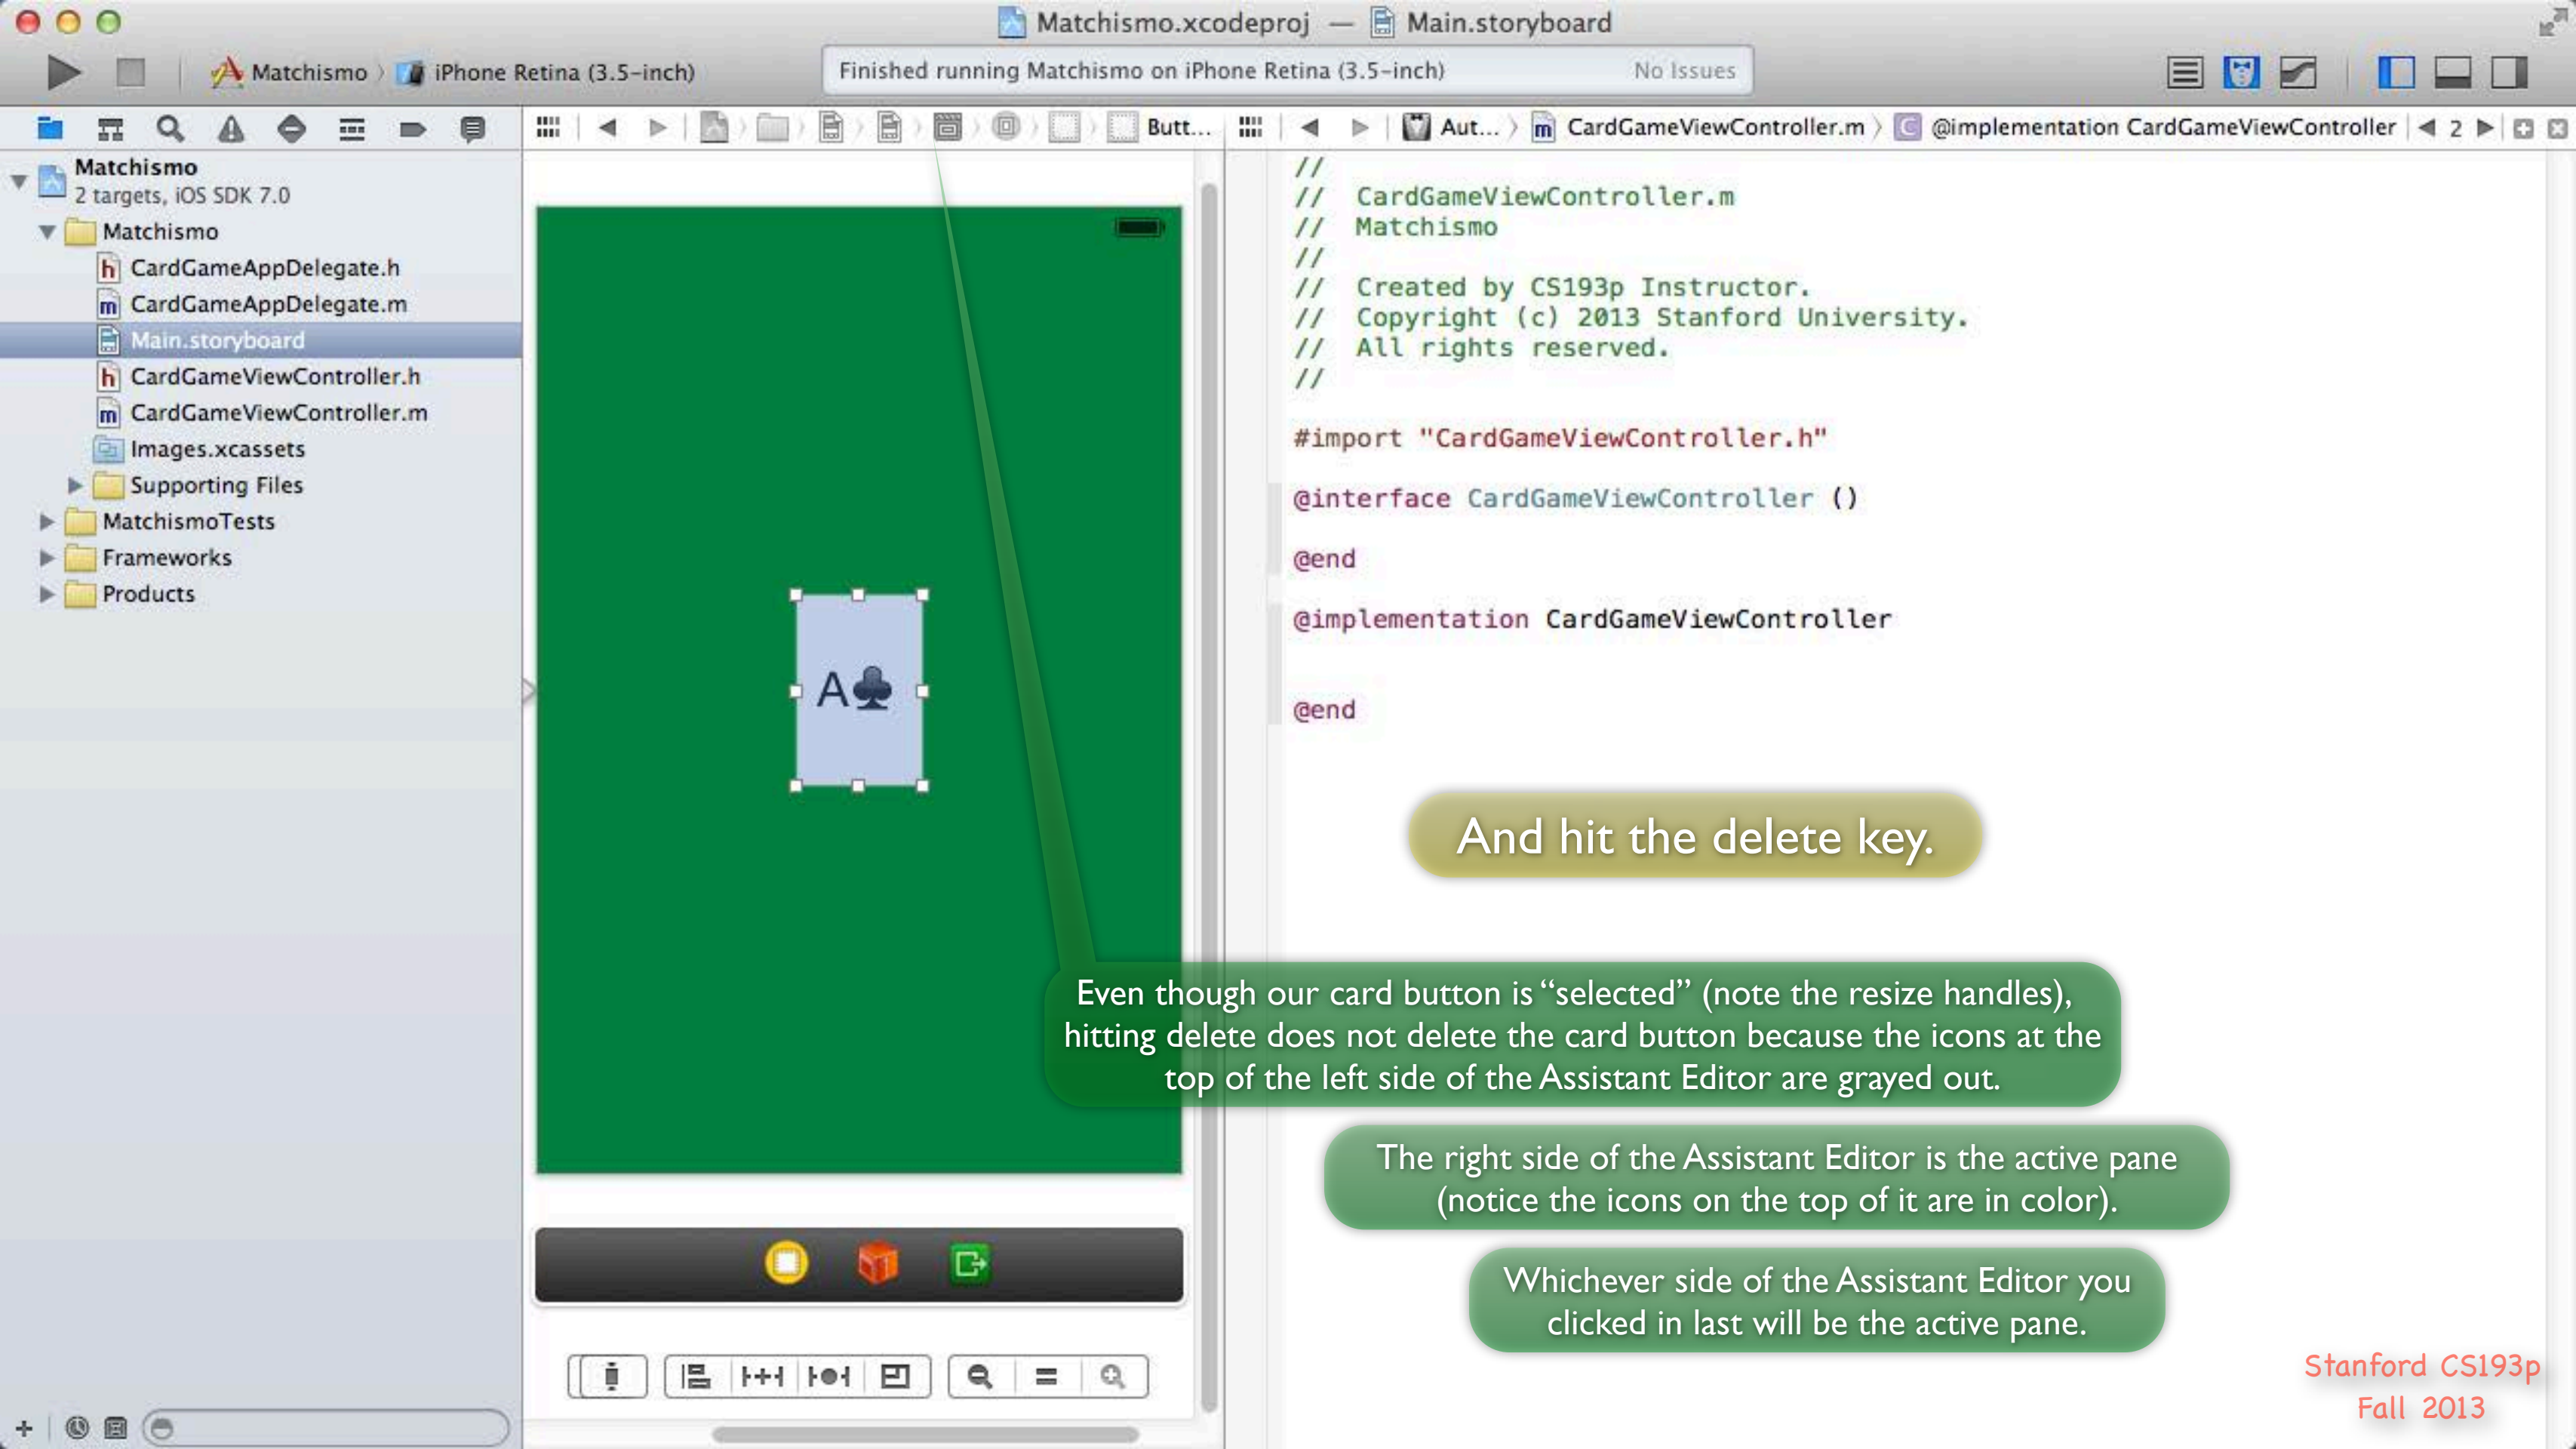 Matchismo.xcodeproj — Main.storyboard
Matchismo
iPhone Retina (3.5-inch)
Finished running Matchismo on iPhone Retina (3.5-inch)
No Issues
Butt...
Aut...
m CardGameViewController.m
C @implementation CardGameViewController
2
Matchismo
2 targets, iOS SDK 7.0
Matchismo
h CardGameAppDelegate.h
m CardGameAppDelegate.m
Main.storyboard
h CardGameViewController.h
m CardGameViewController.m
Images.xcassets
Supporting Files
MatchismoTests
Frameworks
Products
A♣
//
// CardGameViewController.m
// Matchismo
//
// Created by CS193p Instructor.
// Copyright (c) 2013 Stanford University.
// All rights reserved.
//
#import "CardGameViewController.h"
@interface CardGameViewController ()
@end
@implementation CardGameViewController
@end
And hit the delete key.
Even though our card button is “selected” (note the resize handles),
hitting delete does not delete the card button because the icons at the
top of the left side of the Assistant Editor are grayed out.
The right side of the Assistant Editor is the active pane
(notice the icons on the top of it are in color).
Whichever side of the Assistant Editor you
clicked in last will be the active pane.
Stanford CS193p
Fall 2013